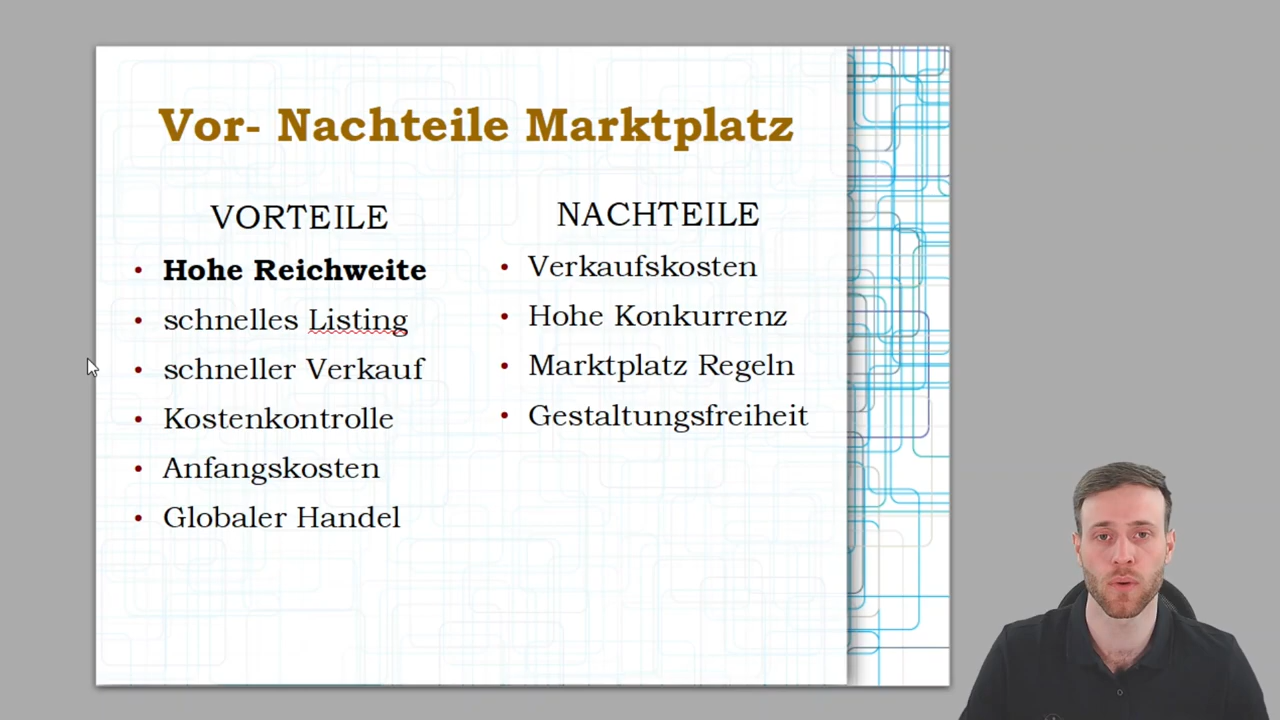 Vor- Nachteile Marktplatz
VORTEILE
• Hohe Reichweite
• schnelles Listing
• schneller Verkauf
• Kostenkontrolle
• Anfangskosten
• Globaler Handel
NACHTEILE
• Verkaufskosten
• Hohe Konkurrenz
• Marktplatz Regeln
• Gestaltungsfreiheit